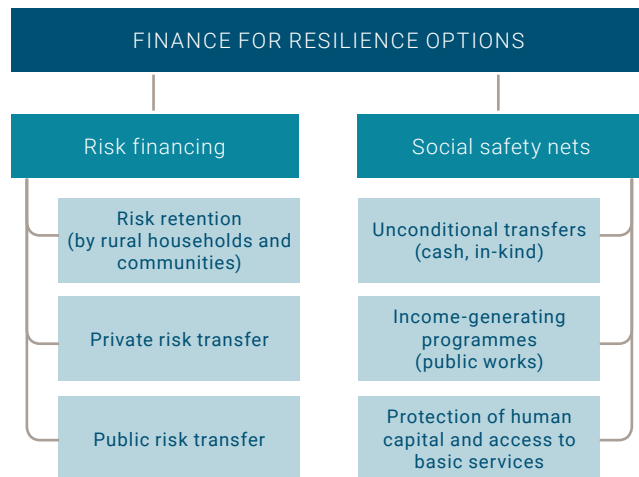 FINANCE FOR RESILIENCE OPTIONS
Risk financing
Risk retention
(by rural households and
communities)
Private risk transfer
Public risk transfer
Social safety nets
Unconditional transfers
(cash, in-kind)
Income-generating
programmes
(public works)
Protection of human
capital and access to
basic services